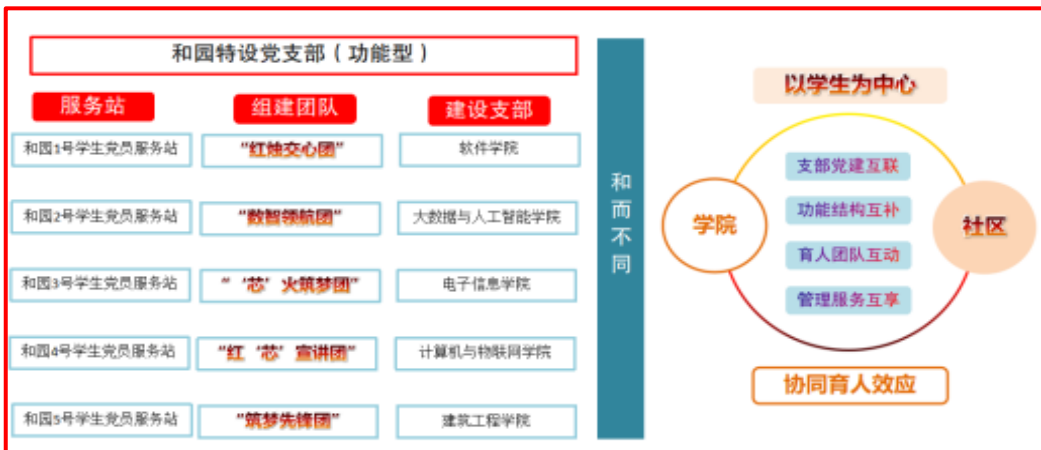 和园特设党支部（功能型）
服务站 组建团队 建设支部
和园1号学生党员服务站 “红烛交心团” 软件学院
和园2号学生党员服务站 “数智领航团” 大数据与人工智能学院
和园3号学生党员服务站 “‘芯’火筑梦团” 电子信息学院
和园4号学生党员服务站 “红‘芯’宣讲团” 计算机与物联网学院
和园5号学生党员服务站 “筑梦先锋团” 建筑工程学院
和而不同
以学生为中心
学院
支部党建互联
功能结构互补
育人团队互动
管理服务互享
社区
协同育人效应